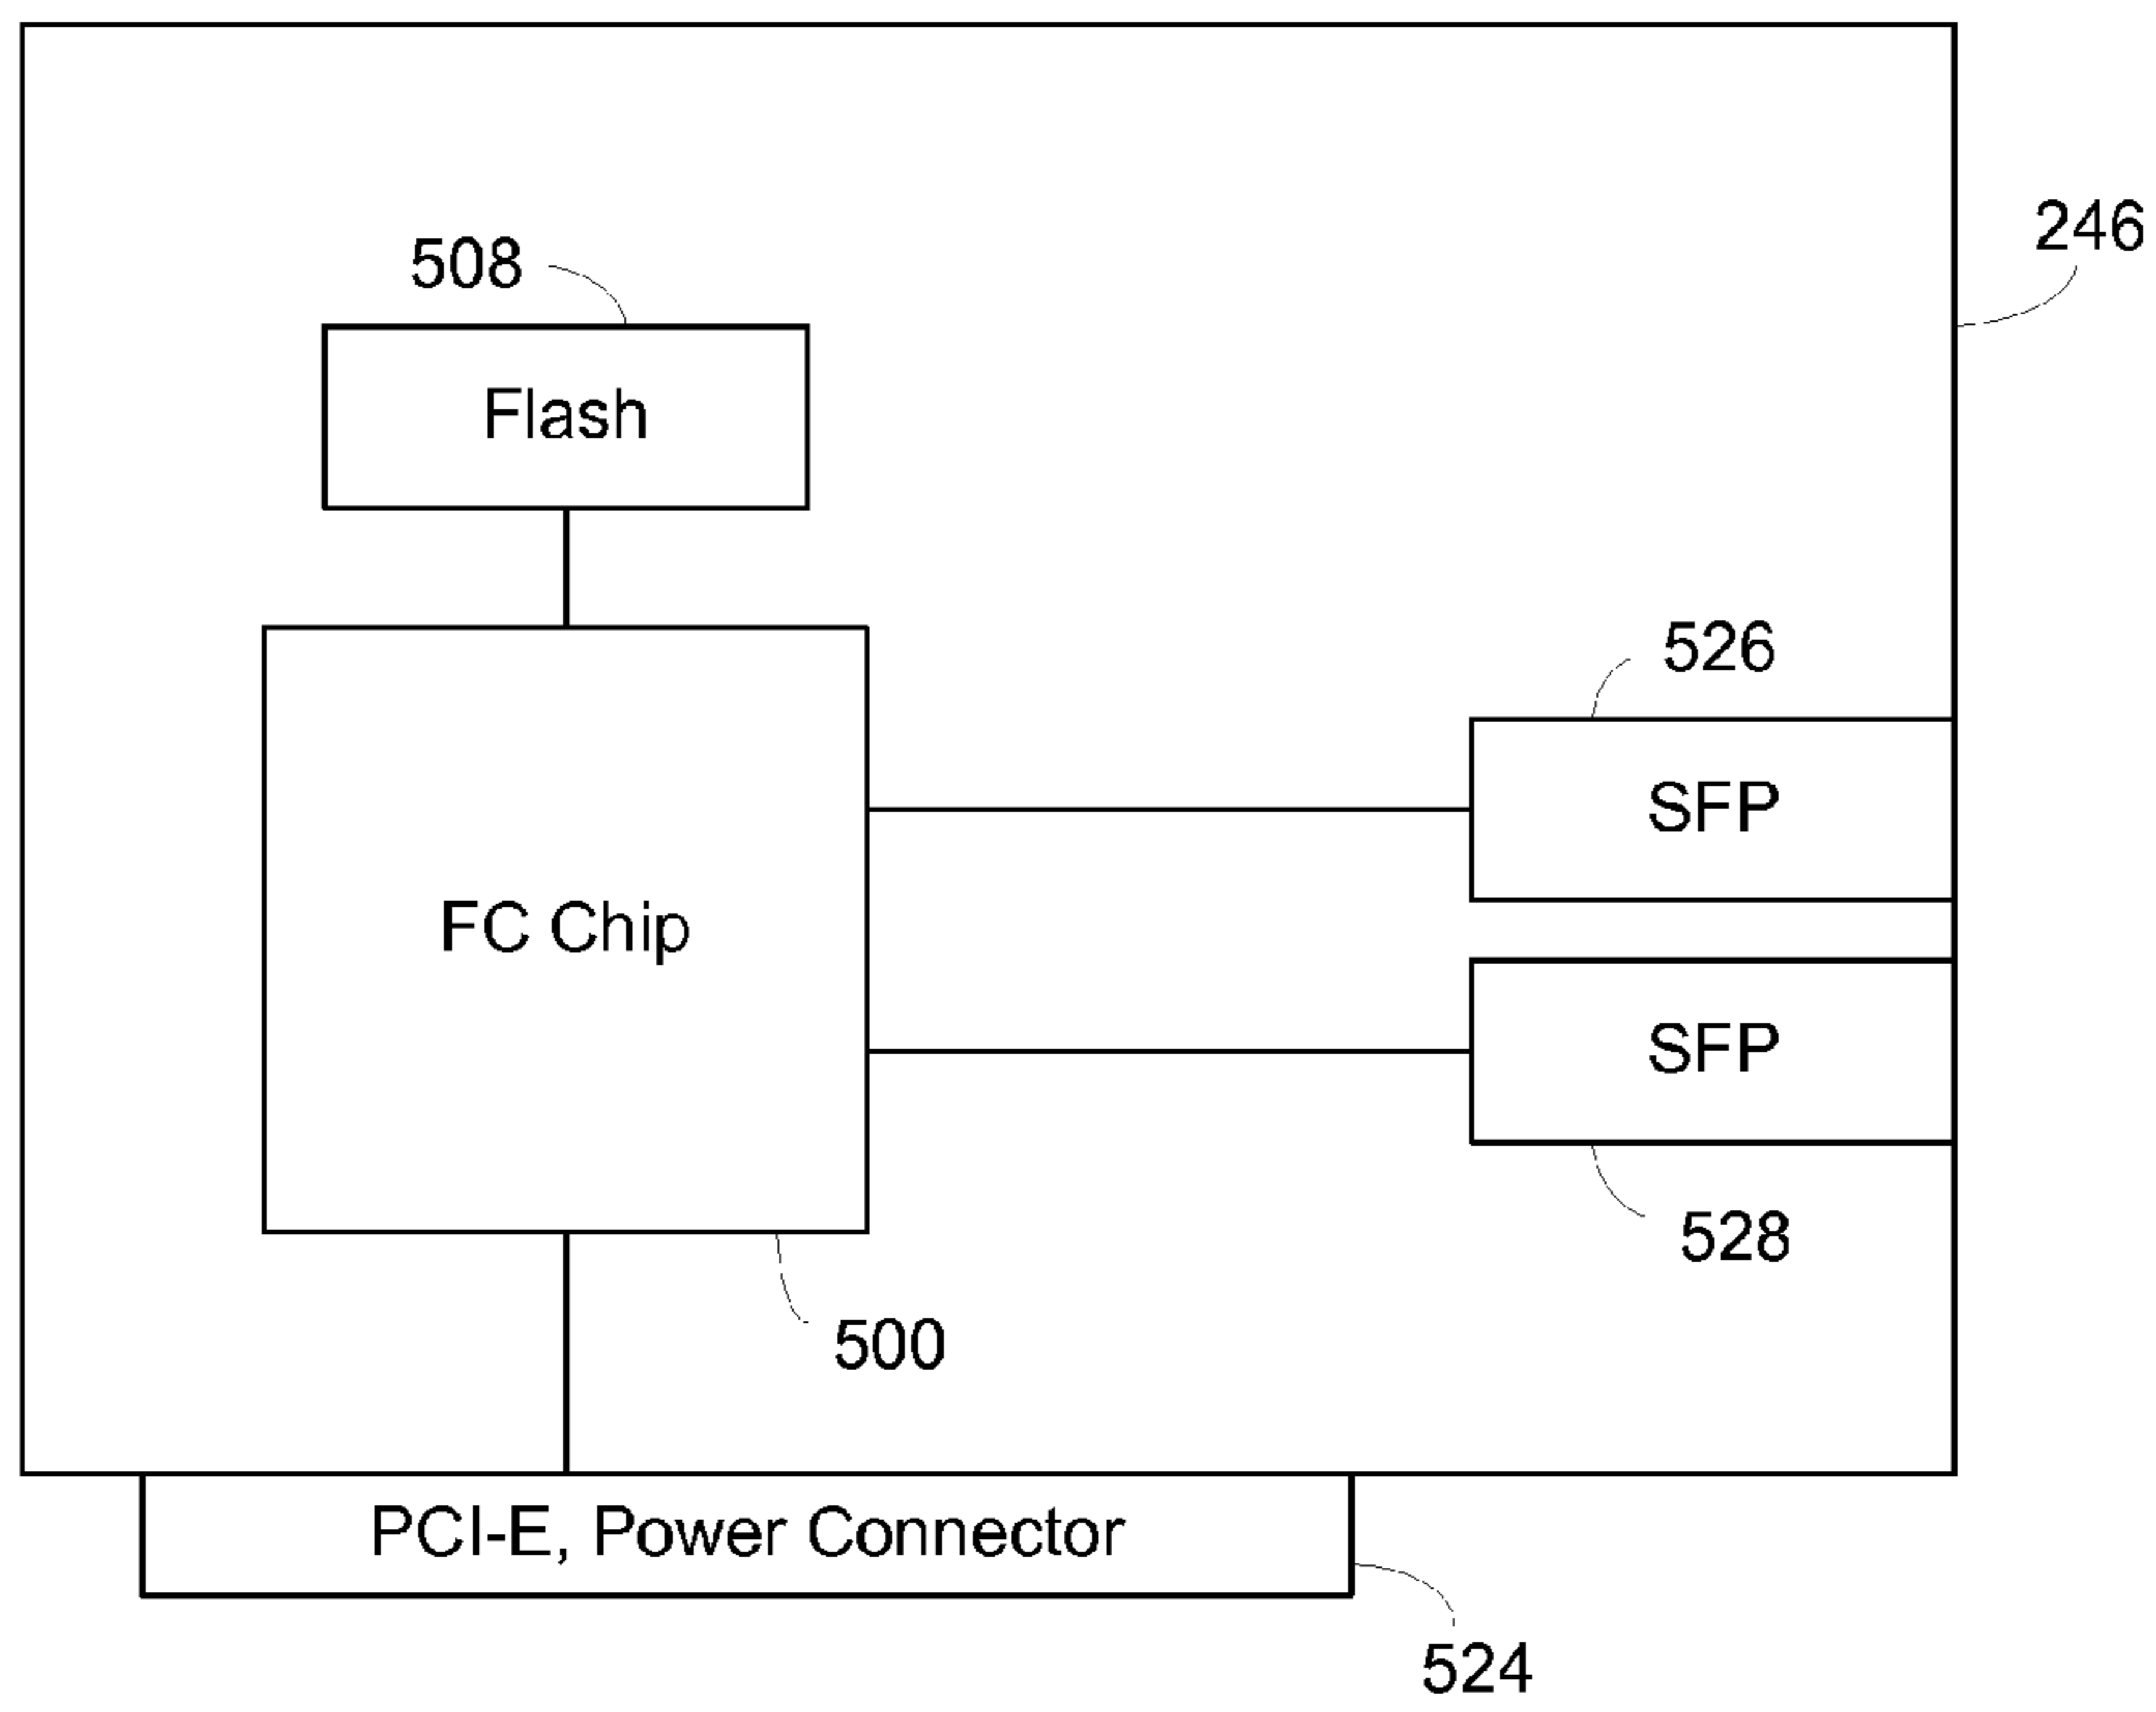 246
508
Flash
526
SFP
FC Chip
SFP
528
500
PCI-E, Power Connector
524